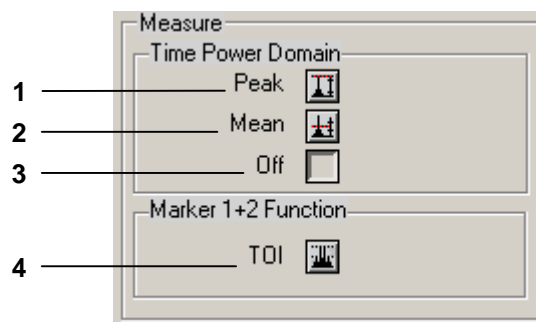 Measure
Time Power Domain
1 Peak
2 Mean
3 Off
Marker 1+2 Function
4 TOI